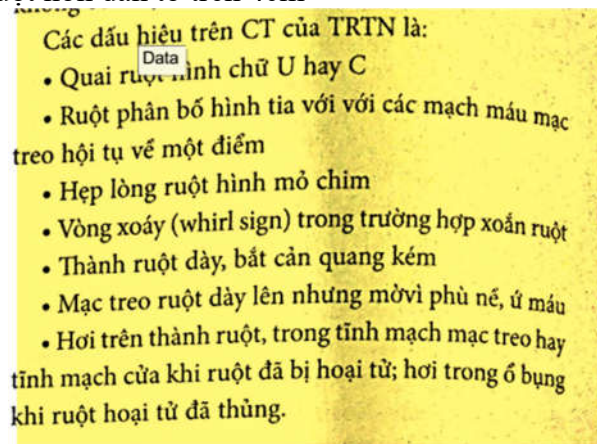 Các dấu hiệu trên CT của TRTN là:
Data
• Quai ruột hình chữ U hay C
• Ruột phân bố hình tia với với các mạch máu mạc
treo hội tụ về một điểm
• Hẹp lòng ruột hình mỏ chim
• Vòng xoáy (whirl sign) trong trường hợp xoắn ruột
• Thành ruột dày, bắt cản quang kém
• Mạc treo ruột dày lên nhưng mờvì phù nề, ứ máu
• Hơi trên thành ruột, trong tĩnh mạch mạc treo hay
tĩnh mạch cửa khi ruột đã bị hoại tử; hơi trong ổ bụng
khi ruột hoại tử đã thủng.